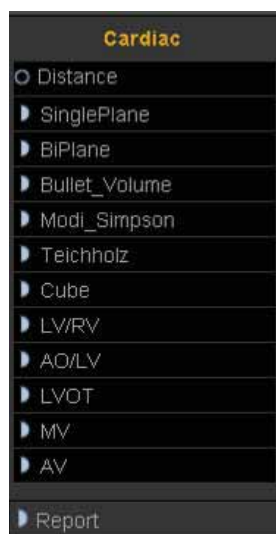 Cardiac
Distance
SinglePlane
BiPlane
Bullet_Volume
Modi_Simpson
Teichholz
Cube
LV/RV
AO/LV
LVOT
MV
AV
Report